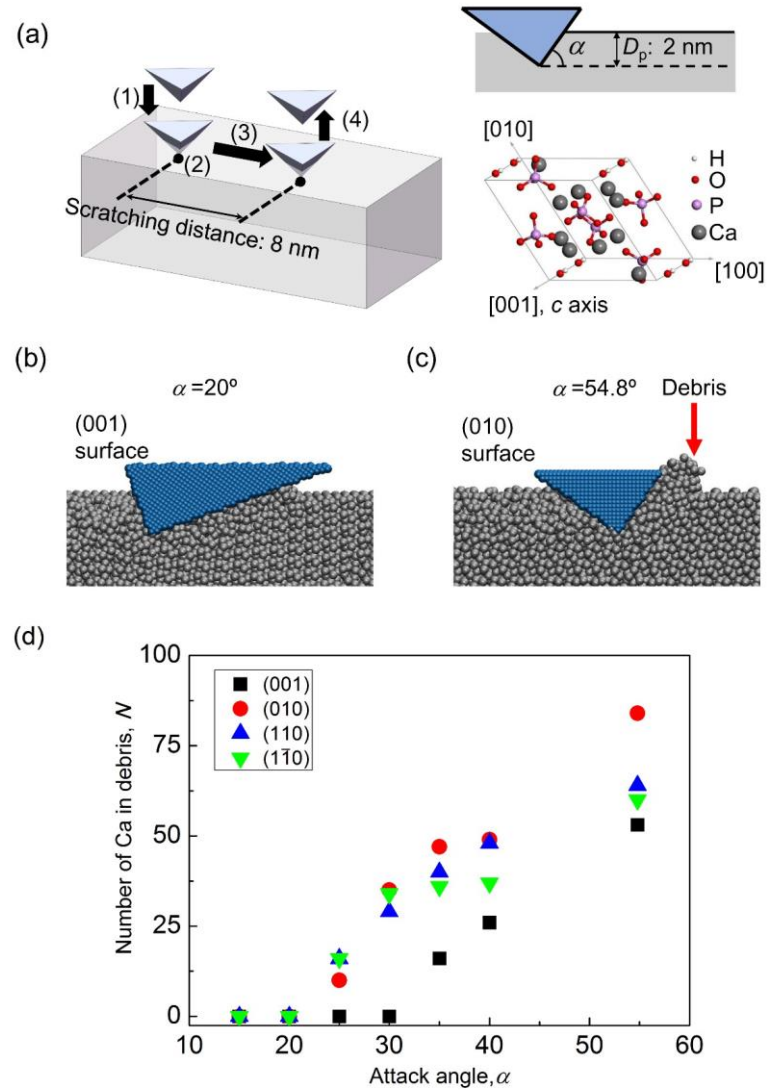 (a)
(1)
(2)
(3)
(4)
Scratching distance: 8 nm
α
Dp: 2 nm
[010]
[100]
[001], c axis
H
O
P
Ca
(b)
α =20º
(001)
surface
(c)
α =54.8º
Debris
(010)
surface
(d)
Number of Ca in debris, N
100
75
50
25
0
(001)
(010)
(110)
(11̄0)
10
20
30
40
50
60
Attack angle,α